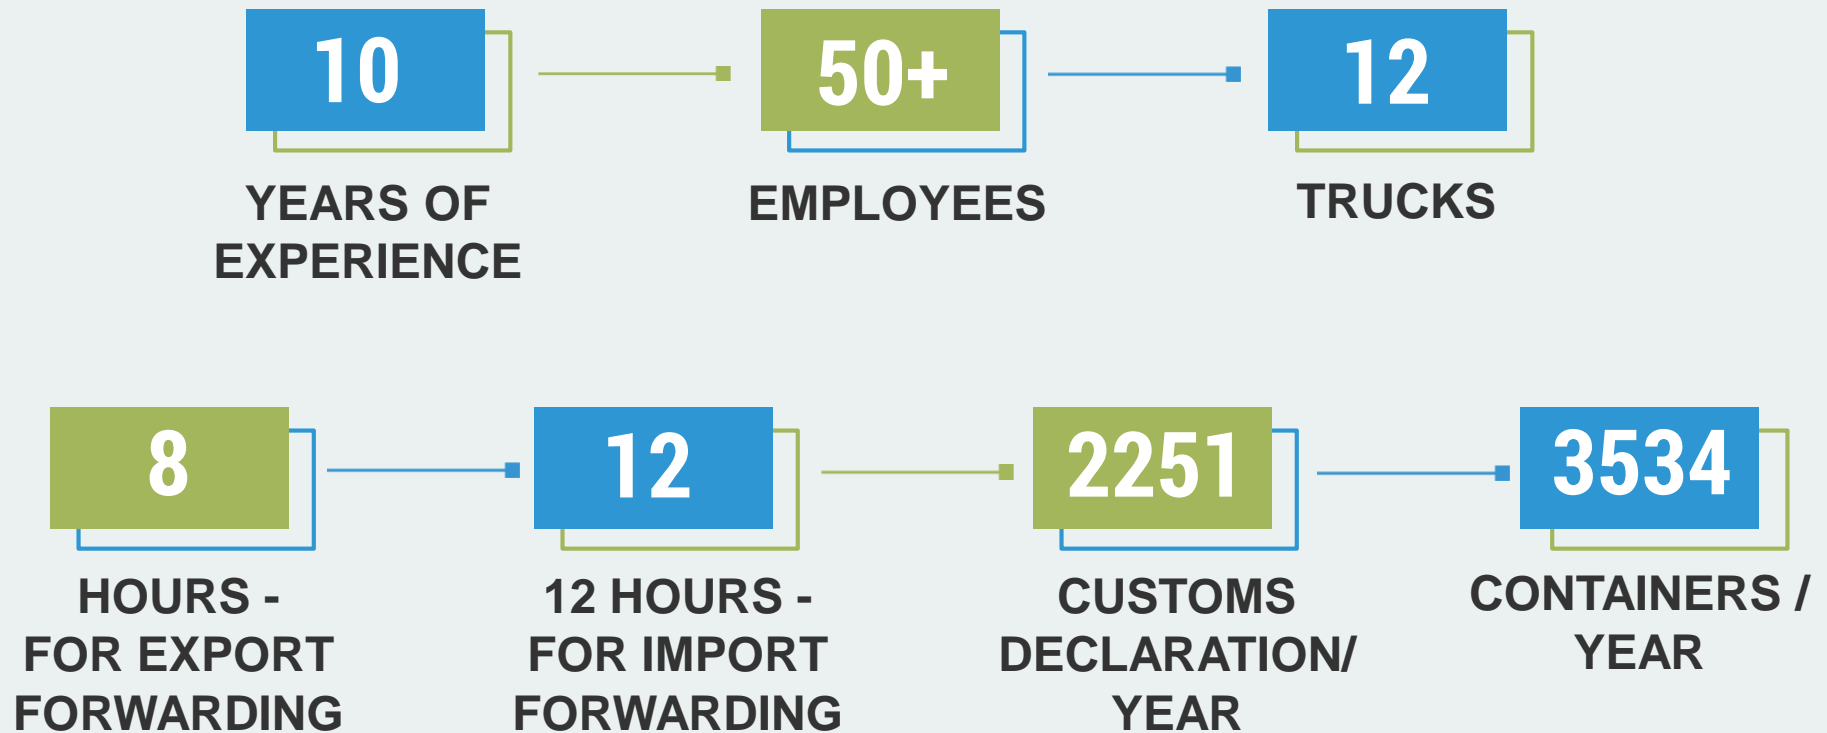 10
YEARS OF
EXPERIENCE
50+
EMPLOYEES
12
TRUCKS
8
HOURS -
FOR EXPORT
FORWARDING
12
12 HOURS -
FOR IMPORT
FORWARDING
2251
CUSTOMS
DECLARATION/
YEAR
3534
CONTAINERS /
YEAR